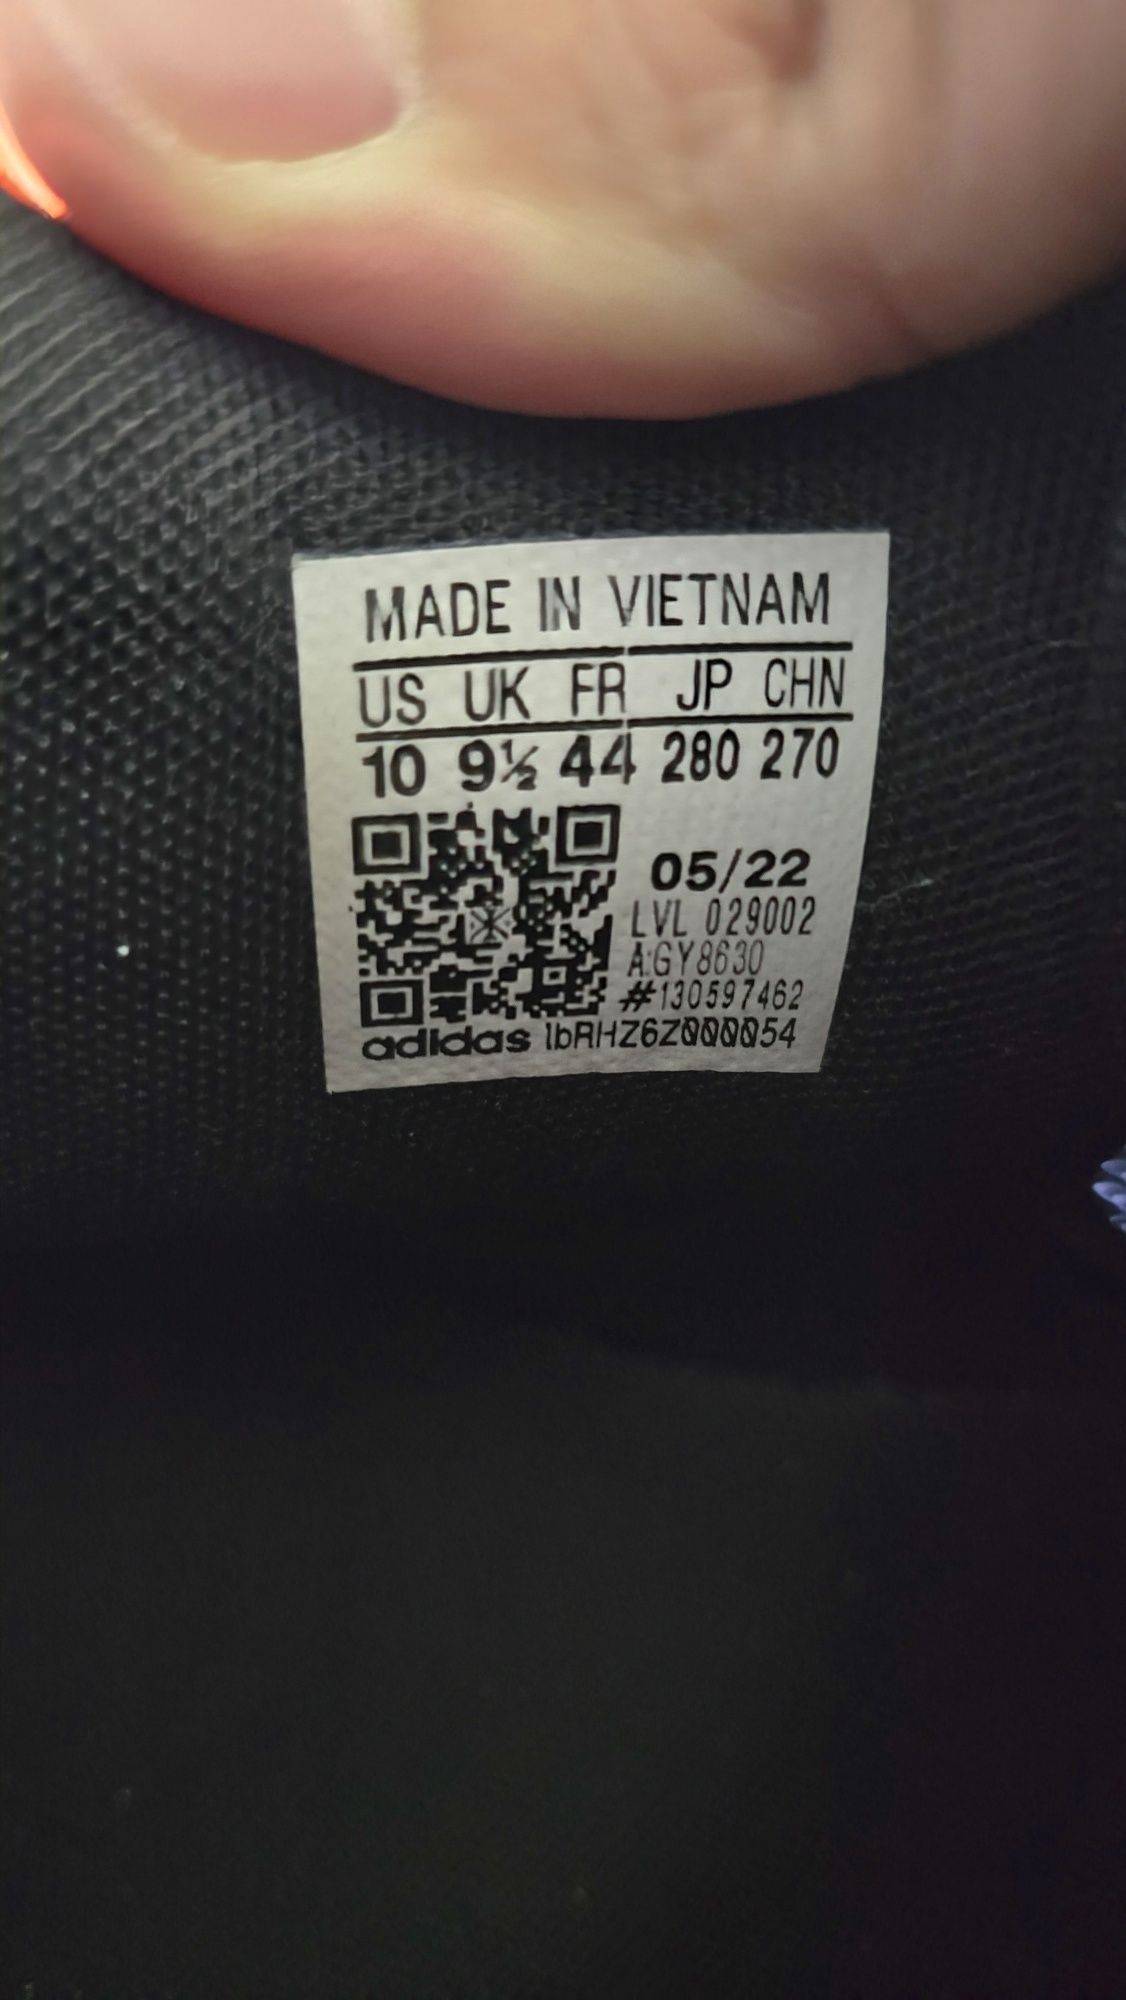 MADE IN VIETNAM
US UK FR JP CHN
10 9½ 44 280 270
05/22
LVL 029002
A:GY8630
#130597462
adidas 1bRHZ6Z000054